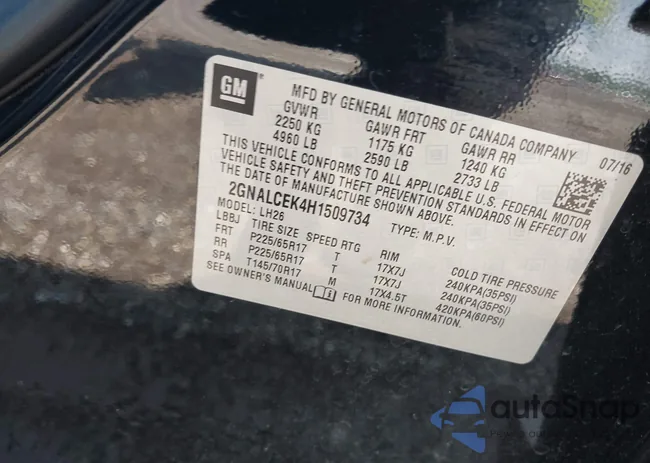 GM
MFD BY GENERAL MOTORS OF CANADA COMPANY 07/16
GVWR GAWR FRT GAWR RR
2250 KG 1175 KG 1240 KG
4960 LB 2590 LB 2733 LB
THIS VEHICLE CONFORMS TO ALL APPLICABLE U.S. FEDERAL MOTOR
VEHICLE SAFETY AND THEFT PREVENTION STANDARDS IN EFFECT ON
THE DATE OF MANUFACTURE SHOWN ABOVE.
2GNALCEK4H1509734 TYPE: M.P.V.
MODEL: LH26
LBBJ TIRE SIZE SPEED RTG RIM COLD TIRE PRESSURE
FRT P225/65R17 T 17X7J 240KPA(35PSI)
RR P225/65R17 T 17X7J 240KPA(35PSI)
SPA T145/70R17 M 17X4.5T 420KPA(60PSI)
SEE OWNER'S MANUAL FOR MORE INFORMATION.
autoSnap